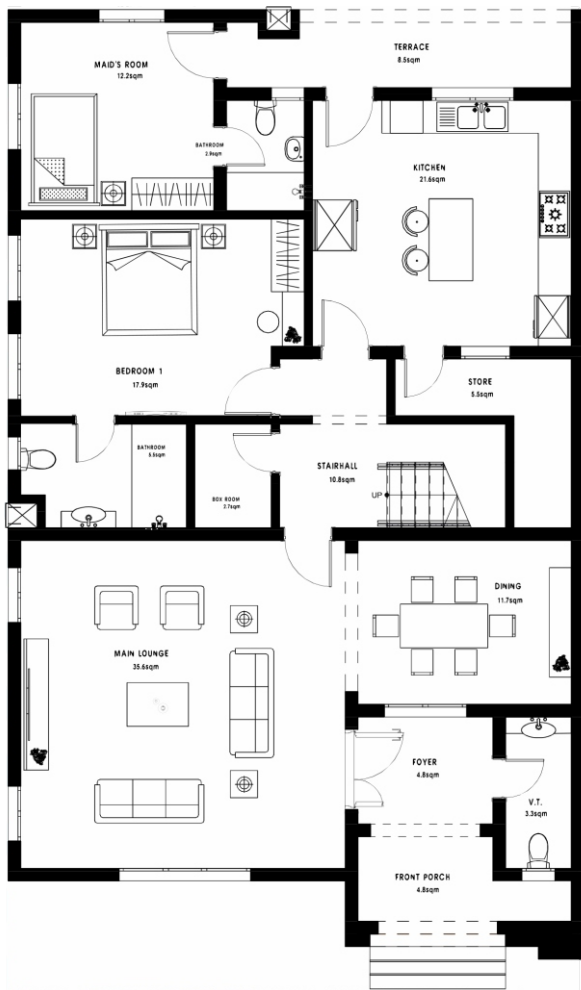 TERRACE
8.5sqm
MAID'S ROOM
12.2sqm
BATHROOM
2.9sqm
KITCHEN
21.6sqm
BEDROOM 1
17.9sqm
STORE
5.5sqm
BATHROOM
5.5sqm
STAIRHALL
10.8sqm
UP
BOX ROOM
2.7sqm
DINING
11.7sqm
MAIN LOUNGE
35.6sqm
FOYER
4.8sqm
V.T.
3.3sqm
FRONT PORCH
4.8sqm